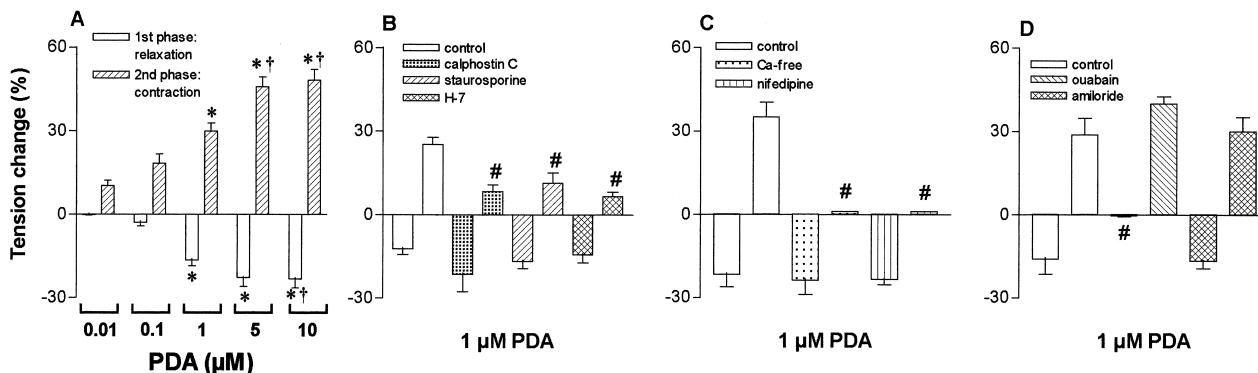 A
1st phase:
relaxation
2nd phase:
contraction
Tension change (%)
60
30
0
-30
*
*†
*†
*
*
*†
0.01 0.1 1 5 10
PDA (µM)
B
control
calphostin C
staurosporine
H-7
60
30
0
-30
# # #
1 µM PDA
C
control
Ca-free
nifedipine
60
30
0
-30
# #
1 µM PDA
D
control
ouabain
amiloride
60
30
0
-30
#
1 µM PDA